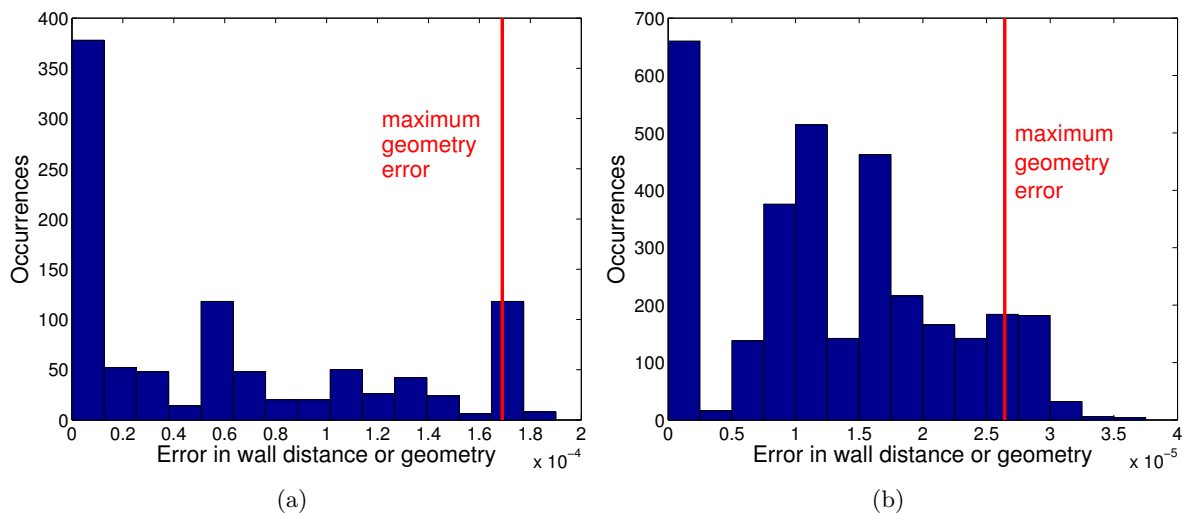 400
350
300
250
200
150
100
50
0
Occurrences
maximum
geometry
error
0 0.2 0.4 0.6 0.8 1 1.2 1.4 1.6 1.8 2
Error in wall distance or geometry
x 10⁻⁴
(a)
700
600
500
400
300
200
100
0
Occurrences
maximum
geometry
error
0 0.5 1 1.5 2 2.5 3 3.5 4
Error in wall distance or geometry
x 10⁻⁵
(b)